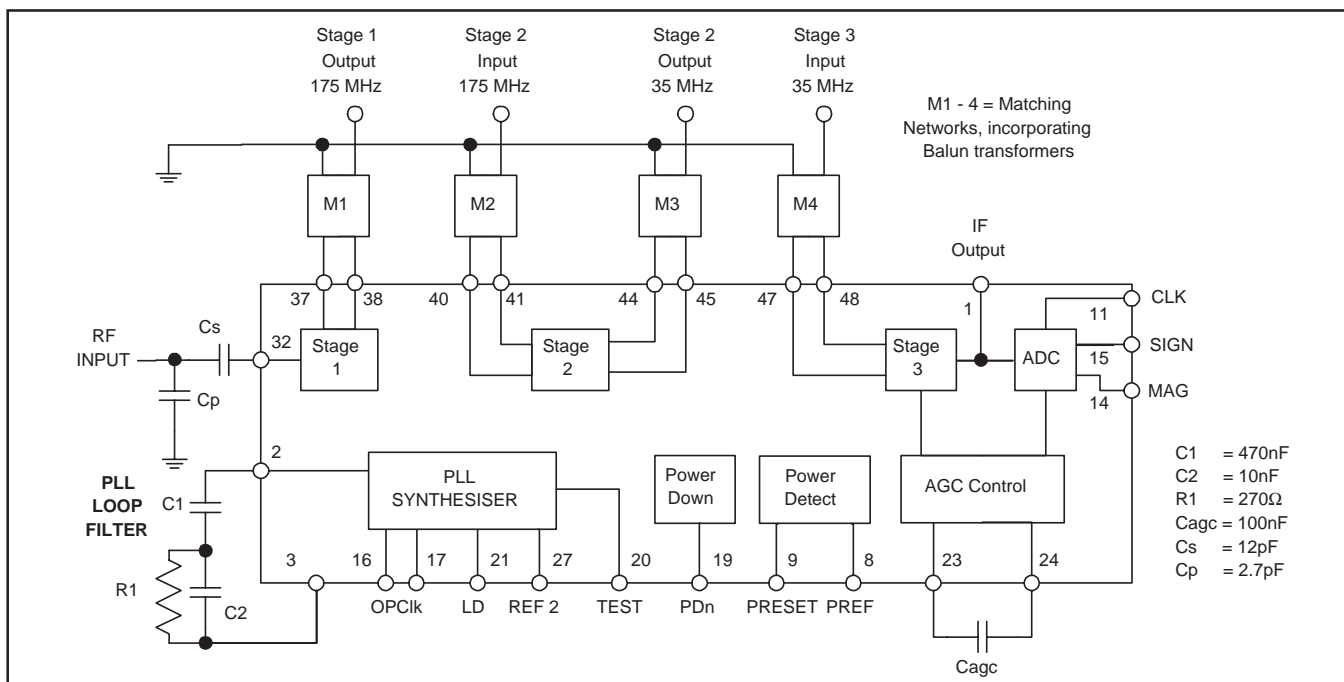 Stage 1
Output
175 MHz
Stage 2
Input
175 MHz
Stage 2
Output
35 MHz
Stage 3
Input
35 MHz
M1 - 4 = Matching
Networks, incorporating
Balun transformers
M1
M2
M3
M4
IF
Output
37
38
40
41
44
45
47
48
1
11
CLK
RF
INPUT
Cs
32
Stage
1
Stage
2
Stage
3
ADC
15
SIGN
14
MAG
Cp
2
PLL
LOOP
FILTER
C1
PLL
SYNTHESISER
Power
Down
Power
Detect
AGC Control
C1 = 470nF
C2 = 10nF
R1 = 270Ω
Cagc = 100nF
Cs = 12pF
Cp = 2.7pF
R1
C2
3
16
17
21
27
20
19
9
8
23
24
OPClk
LD
REF 2
TEST
PDn
PRESET
PREF
Cagc